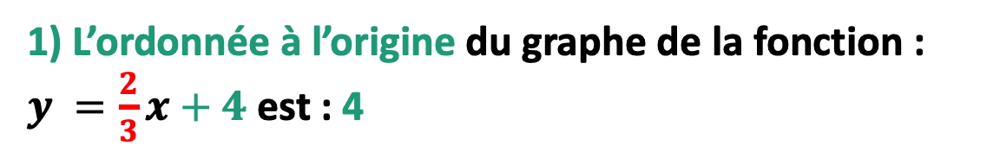 1) L’ordonnée à l’origine du graphe de la fonction :
y = 2/3 x + 4 est : 4